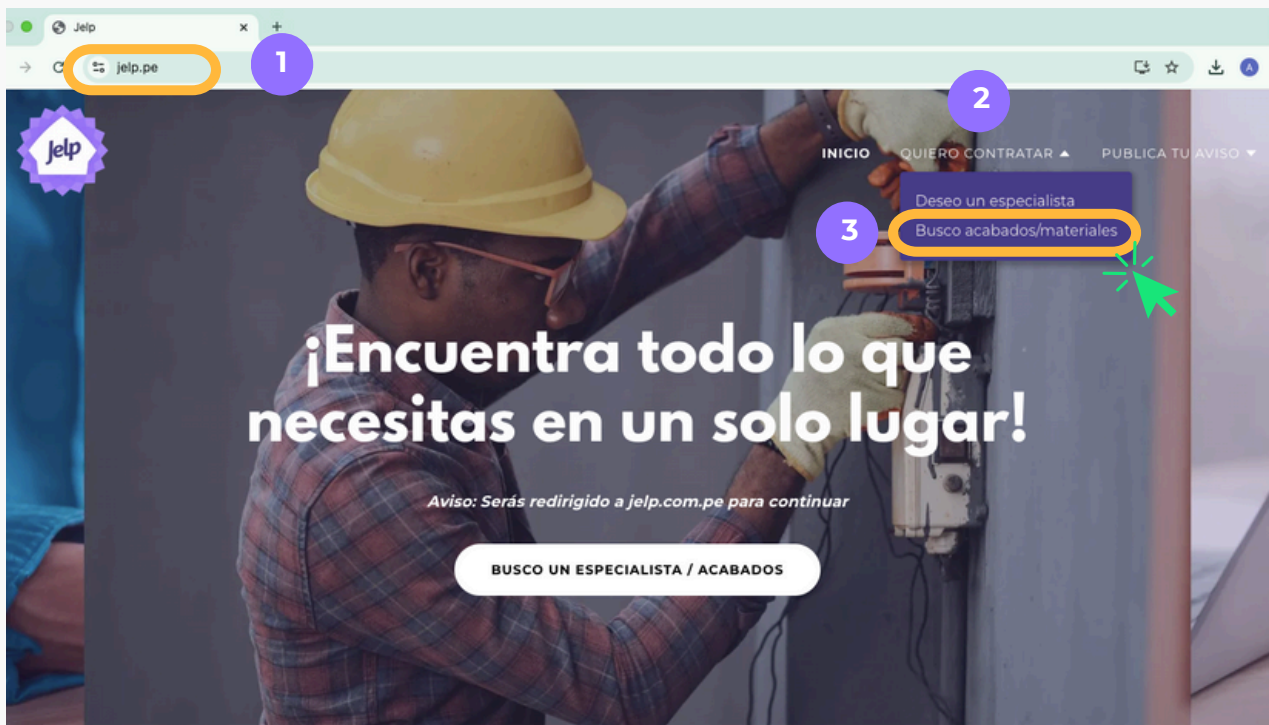 Jelp
jelp.pe
1
A
2
Jelp
INICIO QUIERO CONTRATAR PUBLICA TU AVISO
Deseo un especialista
3
Busco acabados/materiales
¡Encuentra todo lo que
necesitas en un solo lugar!
Aviso: Serás redirigido a jelp.com.pe para continuar
BUSCO UN ESPECIALISTA / ACABADOS